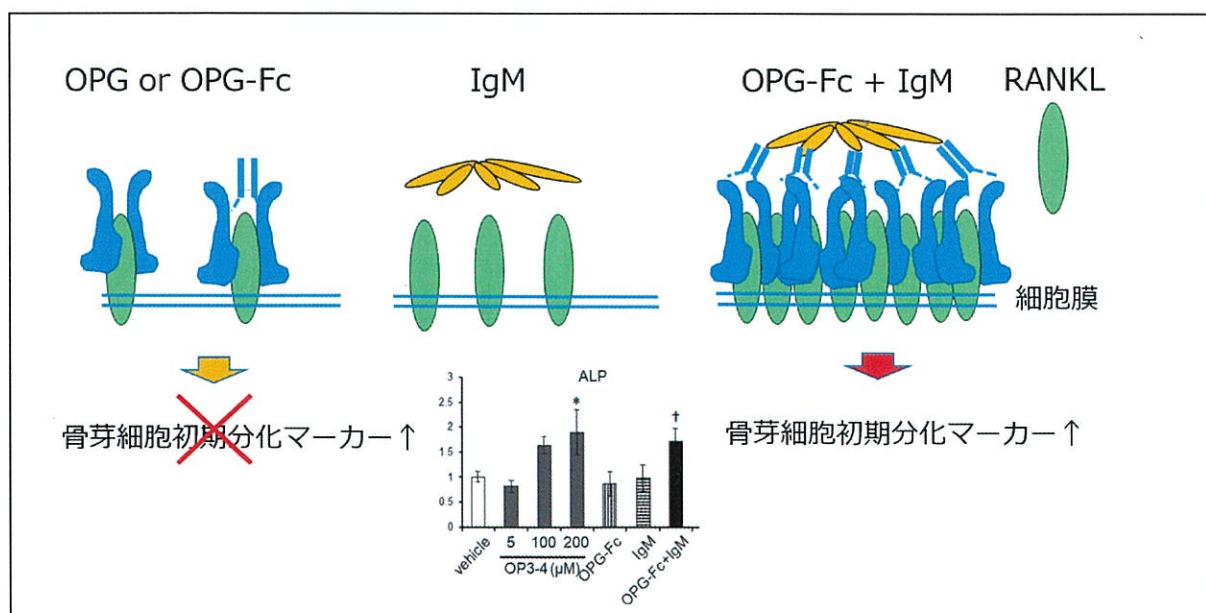 OPG or OPG-Fc
IgM
OPG-Fc + IgM
RANKL
細胞膜
骨芽細胞初期分化マーカー↑
ALP
3
2.5
2
1.5
1
0.5
0
*
†
vehicle
5
100
200
OP3-4 (μM)
OPG-Fc
IgM
OPG-Fc+IgM
骨芽細胞初期分化マーカー↑